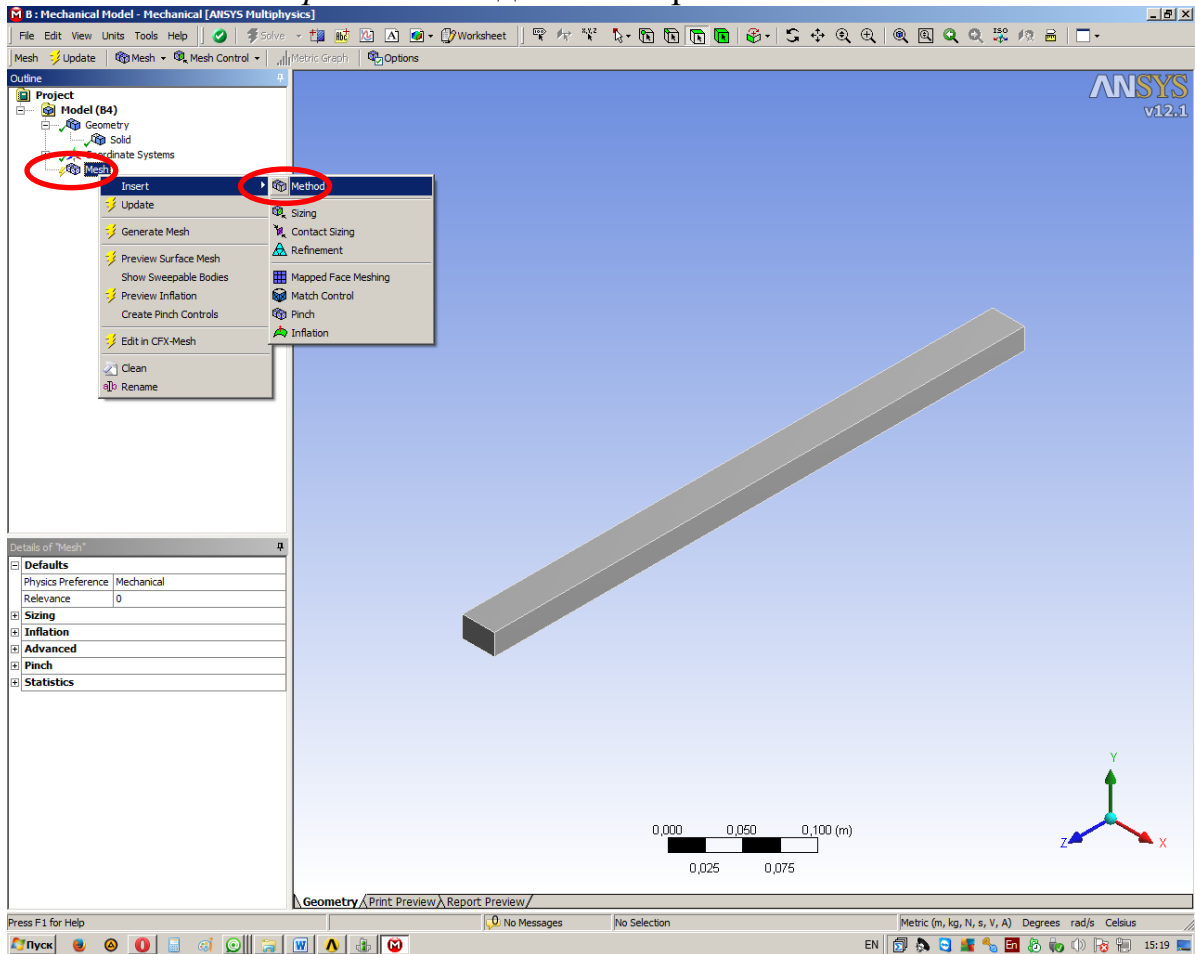 B : Mechanical Model - Mechanical [ANSYS Multiphysics]
File Edit View Units Tools Help Solve Worksheet
Mesh Update Mesh Mesh Control Metric Graph Options
Outline
Project
Model (B4)
Geometry
Solid
Coordinate Systems
Mesh
Insert
Update
Generate Mesh
Preview Surface Mesh
Show Sweepable Bodies
Preview Inflation
Create Pinch Controls
Edit in CFX-Mesh
Clean
Rename
Method
Sizing
Contact Sizing
Refinement
Mapped Face Meshing
Match Control
Pinch
Inflation
ANSYS
v12.1
Details of "Mesh"
Defaults
Physics Preference Mechanical
Relevance 0
Sizing
Inflation
Advanced
Pinch
Statistics
Y
Z X
0,000 0,050 0,100 (m)
0,025 0,075
Geometry Print Preview Report Preview
Press F1 for Help No Messages No Selection Metric (m, kg, N, s, V, A) Degrees rad/s Celsius
Пуск EN 15:19